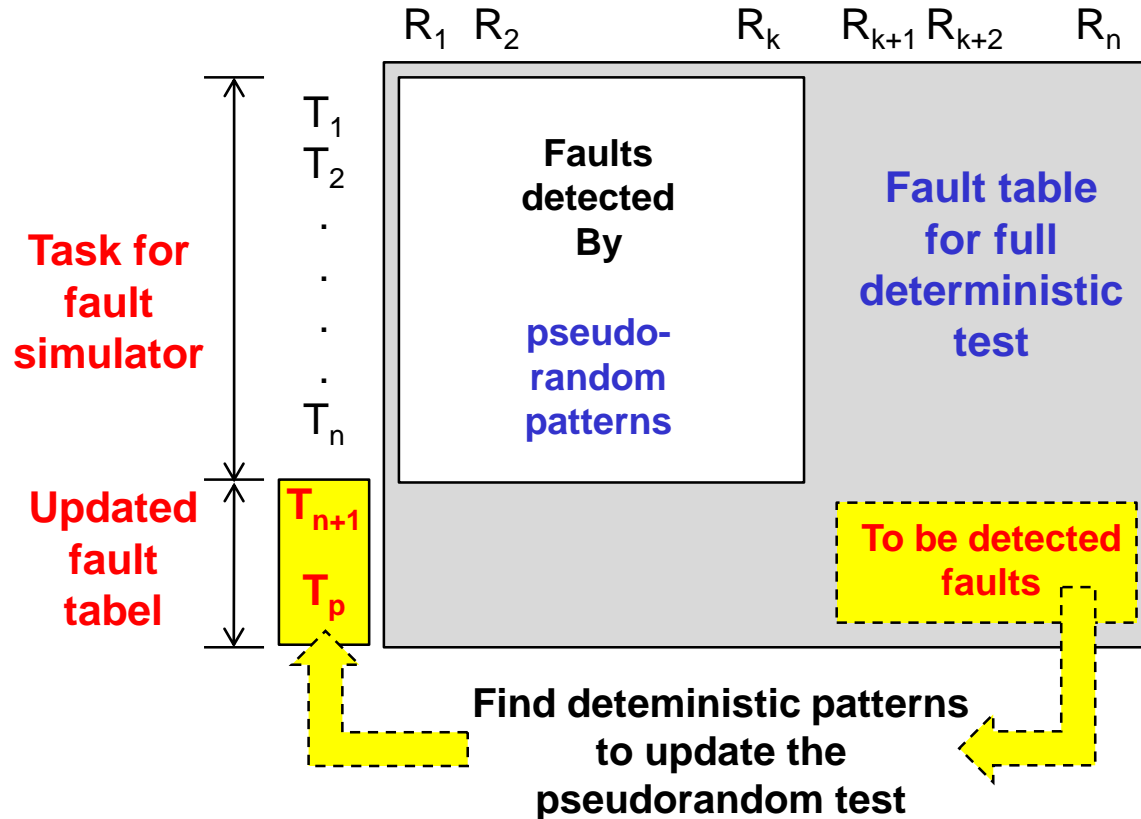 R₁ R₂ Rₖ Rₖ₊₁ Rₖ₊₂ Rₙ
T₁
T₂
.
.
.
.
Tₙ
Task for
fault
simulator
Faults
detected
By
pseudo-
random
patterns
Fault table
for full
deterministic
test
Updated
fault
tabel
Tₙ₊₁
Tₚ
To be detected
faults
Find deteministic patterns
to update the
pseudorandom test